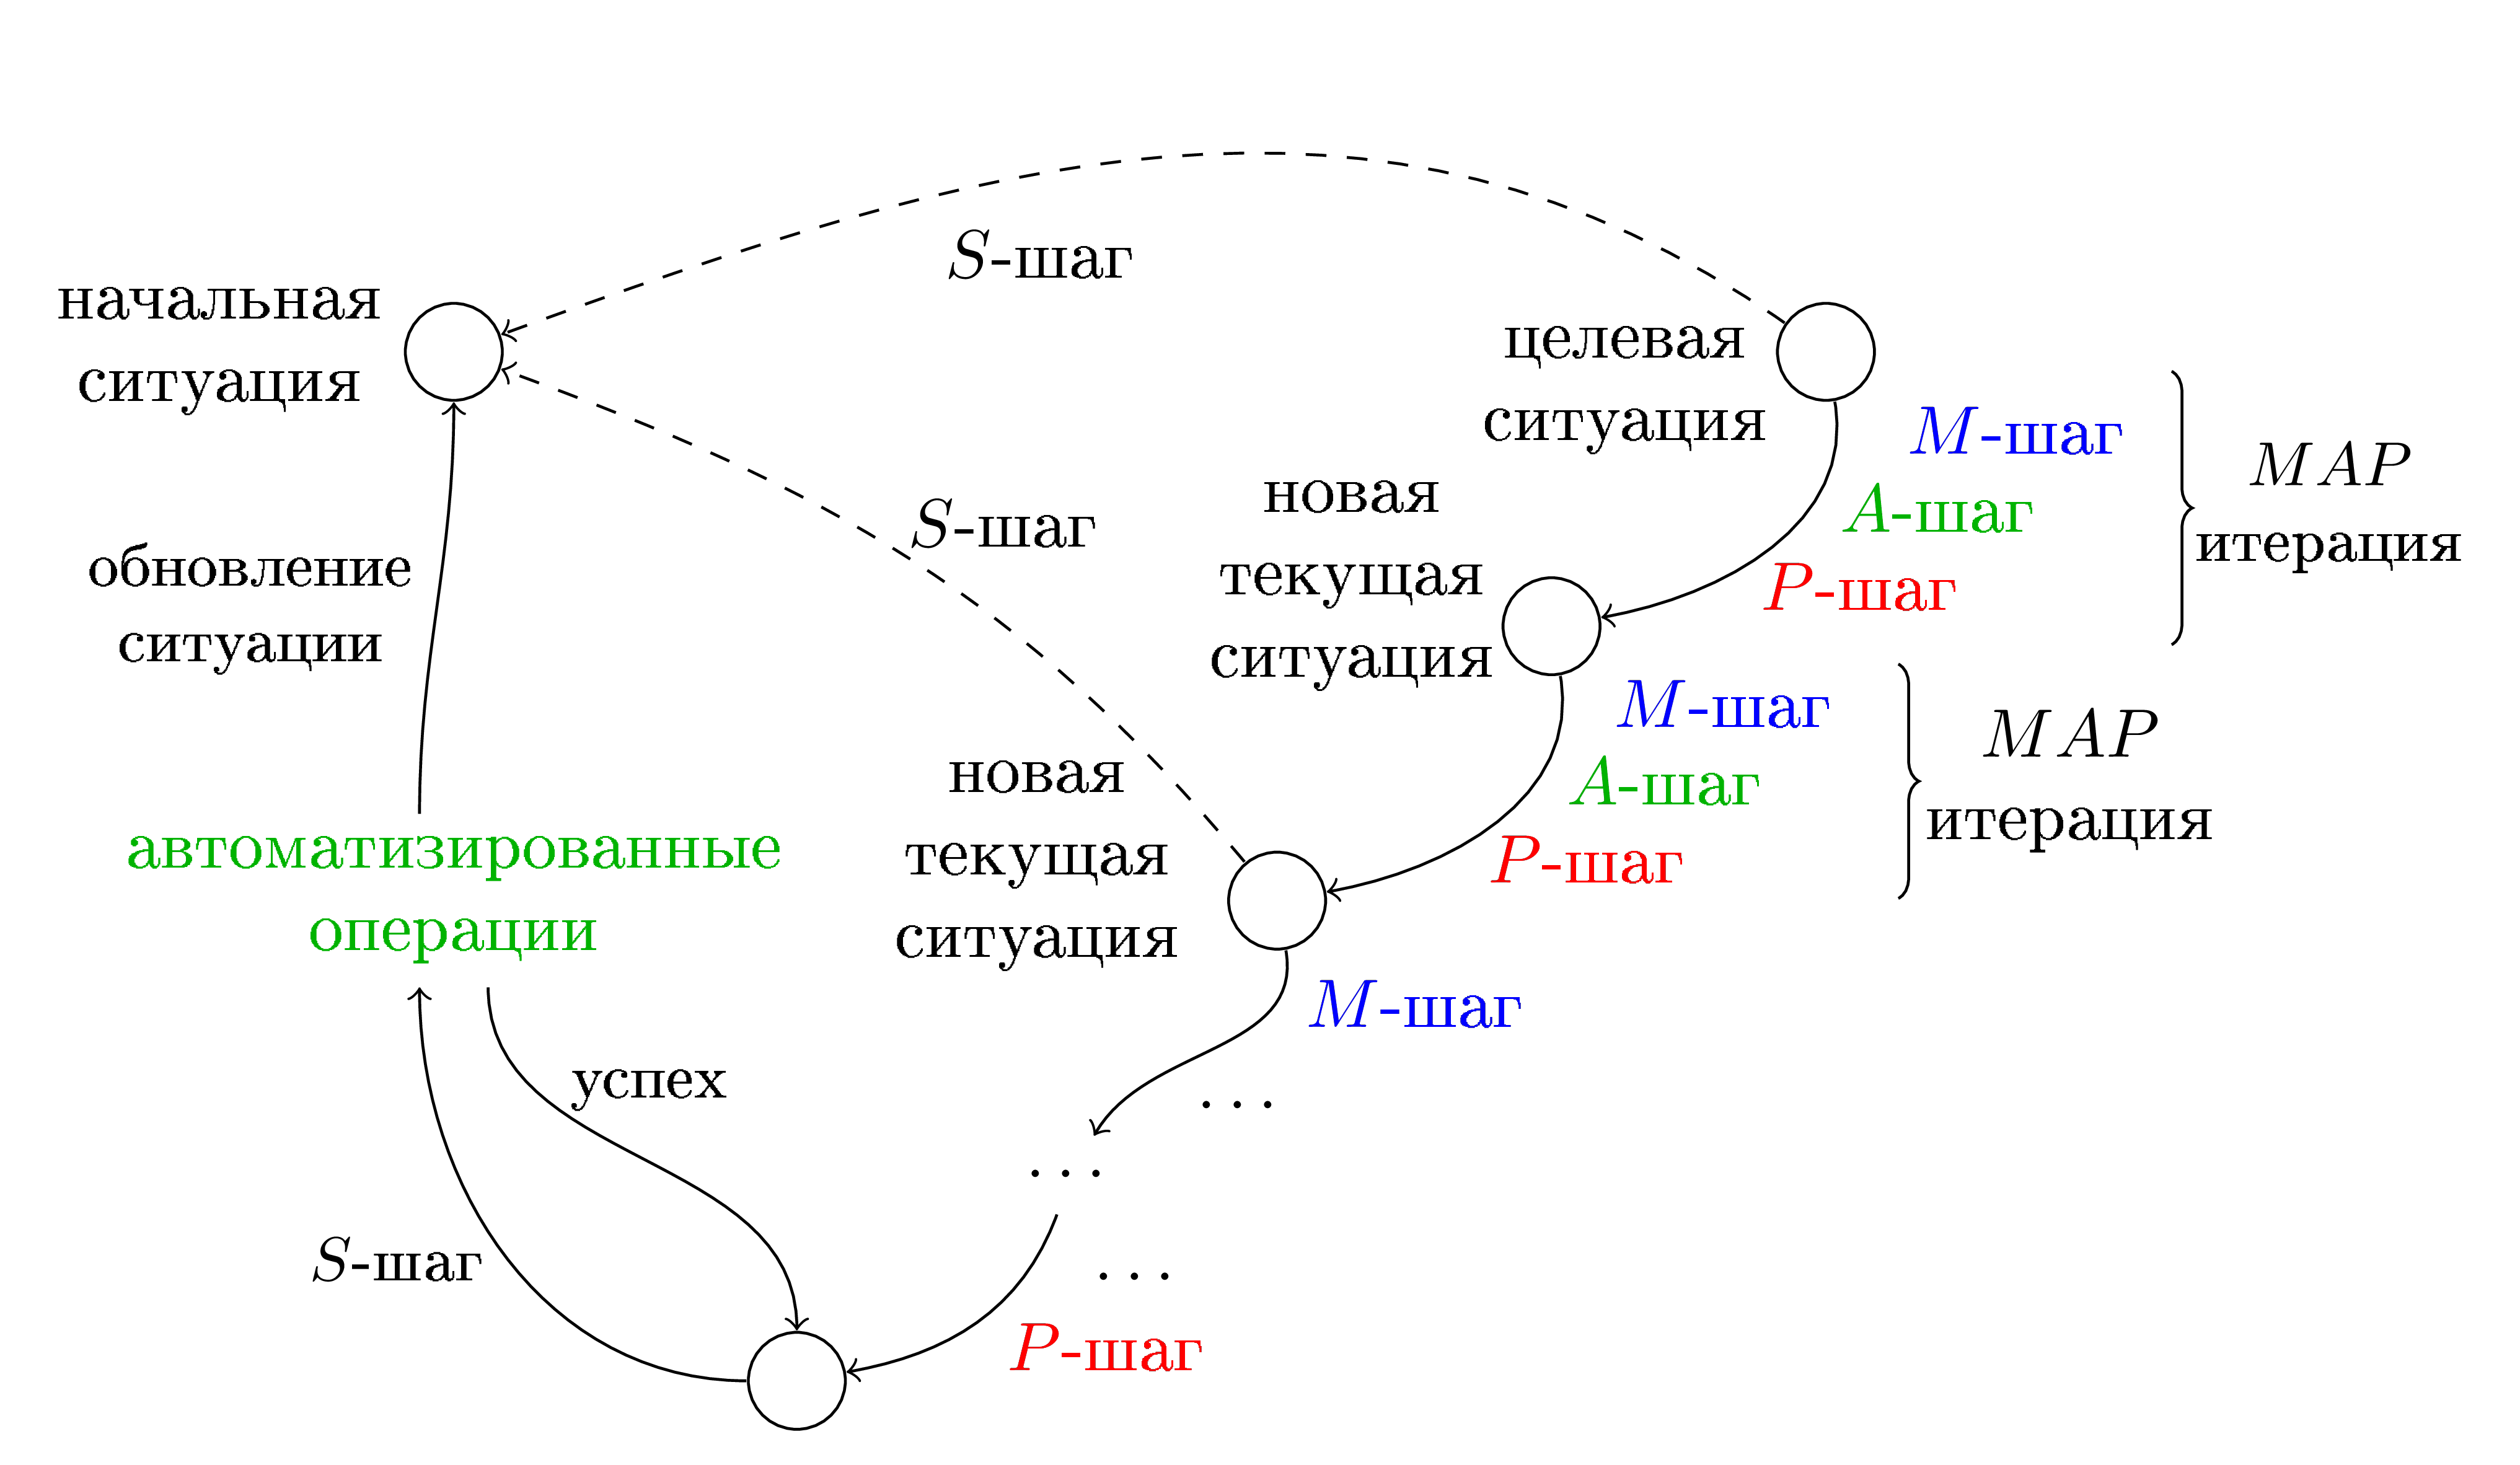 S-шаг
начальная
ситуация
целевая
ситуация
M-шаг
A-шаг
P-шаг
MAP
итерация
новая
текущая
ситуация
S-шаг
обновление
ситуации
M-шаг
A-шаг
P-шаг
MAP
итерация
новая
текущая
ситуация
автоматизированные
операции
M-шаг
...
...
...
P-шаг
успех
S-шаг